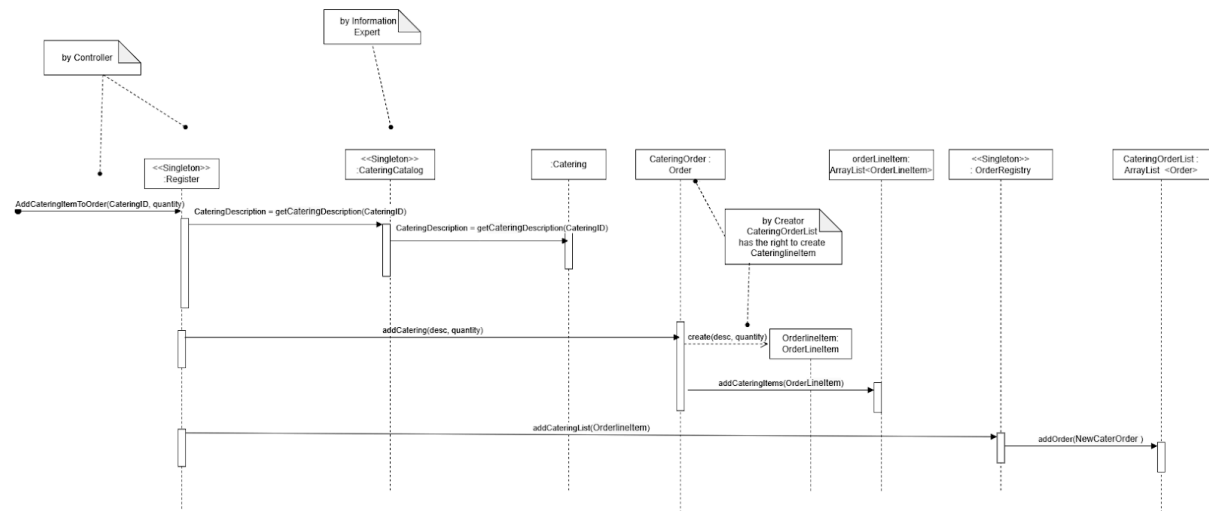 by Information
Expert
by Controller
<<Singleton>>
:Register
<<Singleton>>
:CateringCatalog
:Catering
CateringOrder :
Order
orderLineItem:
ArrayList<OrderLineItem>
<<Singleton>>
: OrderRegistry
CateringOrderList :
ArrayList <Order>
AddCateringItemToOrder(CateringID, quantity)
CateringDescription = getCateringDescription(CateringID)
CateringDescription = getCateringDescription(CateringID)
by Creator
CateringOrderList
has the right to create
CateringlineItem
addCatering(desc, quantity)
create(desc, quantity)
OrderlineItem:
OrderLineItem
addCateringItems(OrderLineItem)
addCateringList(OrderlineItem)
addOrder(NewCaterOrder )